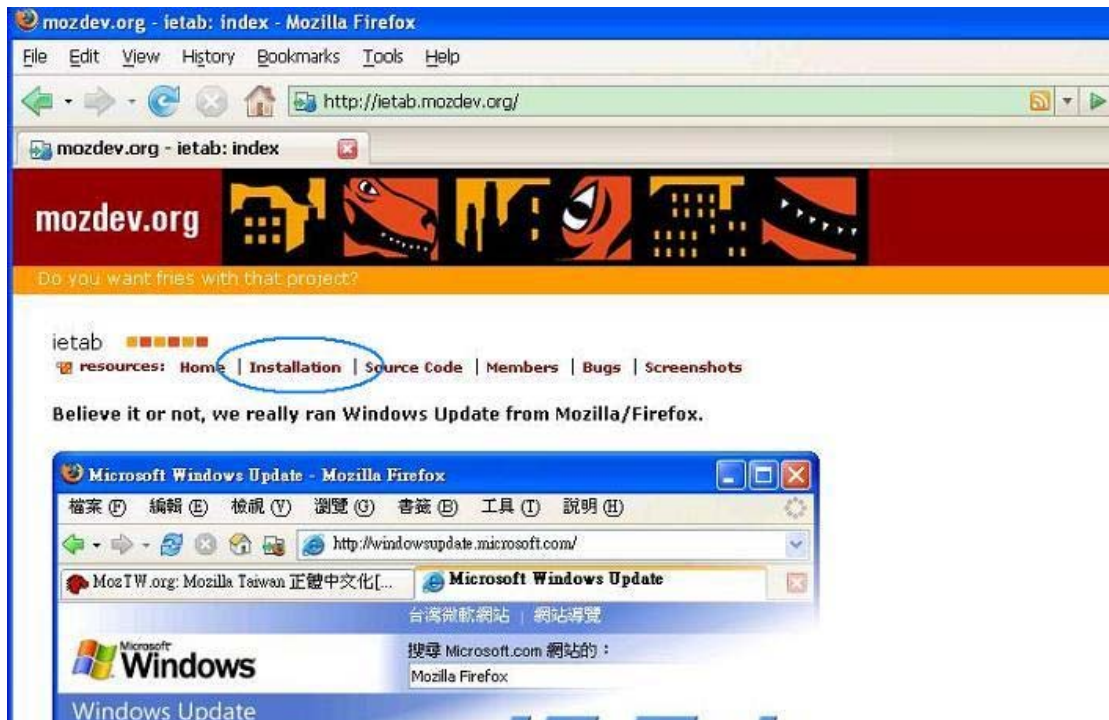 mozdev.org - ietab: index - Mozilla Firefox
File Edit View History Bookmarks Tools Help
http://ietab.mozdev.org/
mozdev.org - ietab: index
mozdev.org
Do you want fries with that project?
ietab
resources: Home | Installation | Source Code | Members | Bugs | Screenshots
Believe it or not, we really ran Windows Update from Mozilla/Firefox.
Microsoft Windows Update - Mozilla Firefox
檔案(F) 編輯(E) 檢視(V) 瀏覽(G) 書籤(B) 工具(T) 說明(H)
http://windowsupdate.microsoft.com/
MozTW.org: Mozilla Taiwan 正體中文化[... Microsoft Windows Update
台灣微軟網站 | 網站導覽
Microsoft Windows
搜尋 Microsoft.com 網站的：
Mozilla Firefox
Windows Update